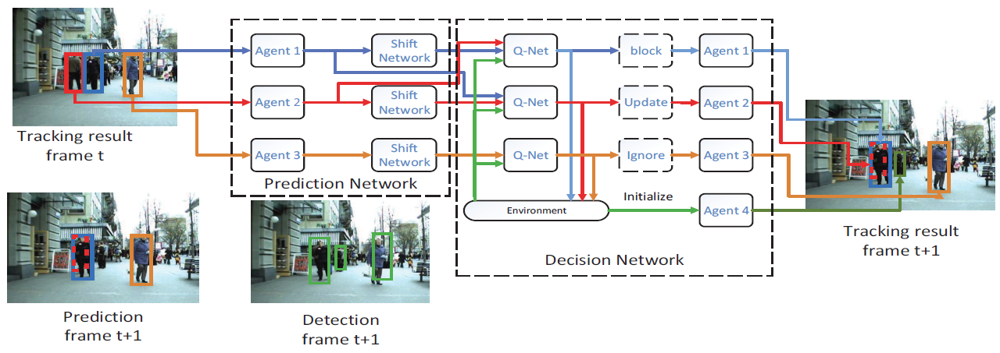 Tracking result
frame t
Agent 1
Shift
Network
Agent 2
Shift
Network
Agent 3
Shift
Network
Prediction Network
Q-Net
block
Agent 1
Q-Net
Update
Agent 2
Q-Net
Ignore
Agent 3
Environment
Initialize
Agent 4
Decision Network
Tracking result
frame t+1
Prediction
frame t+1
Detection
frame t+1